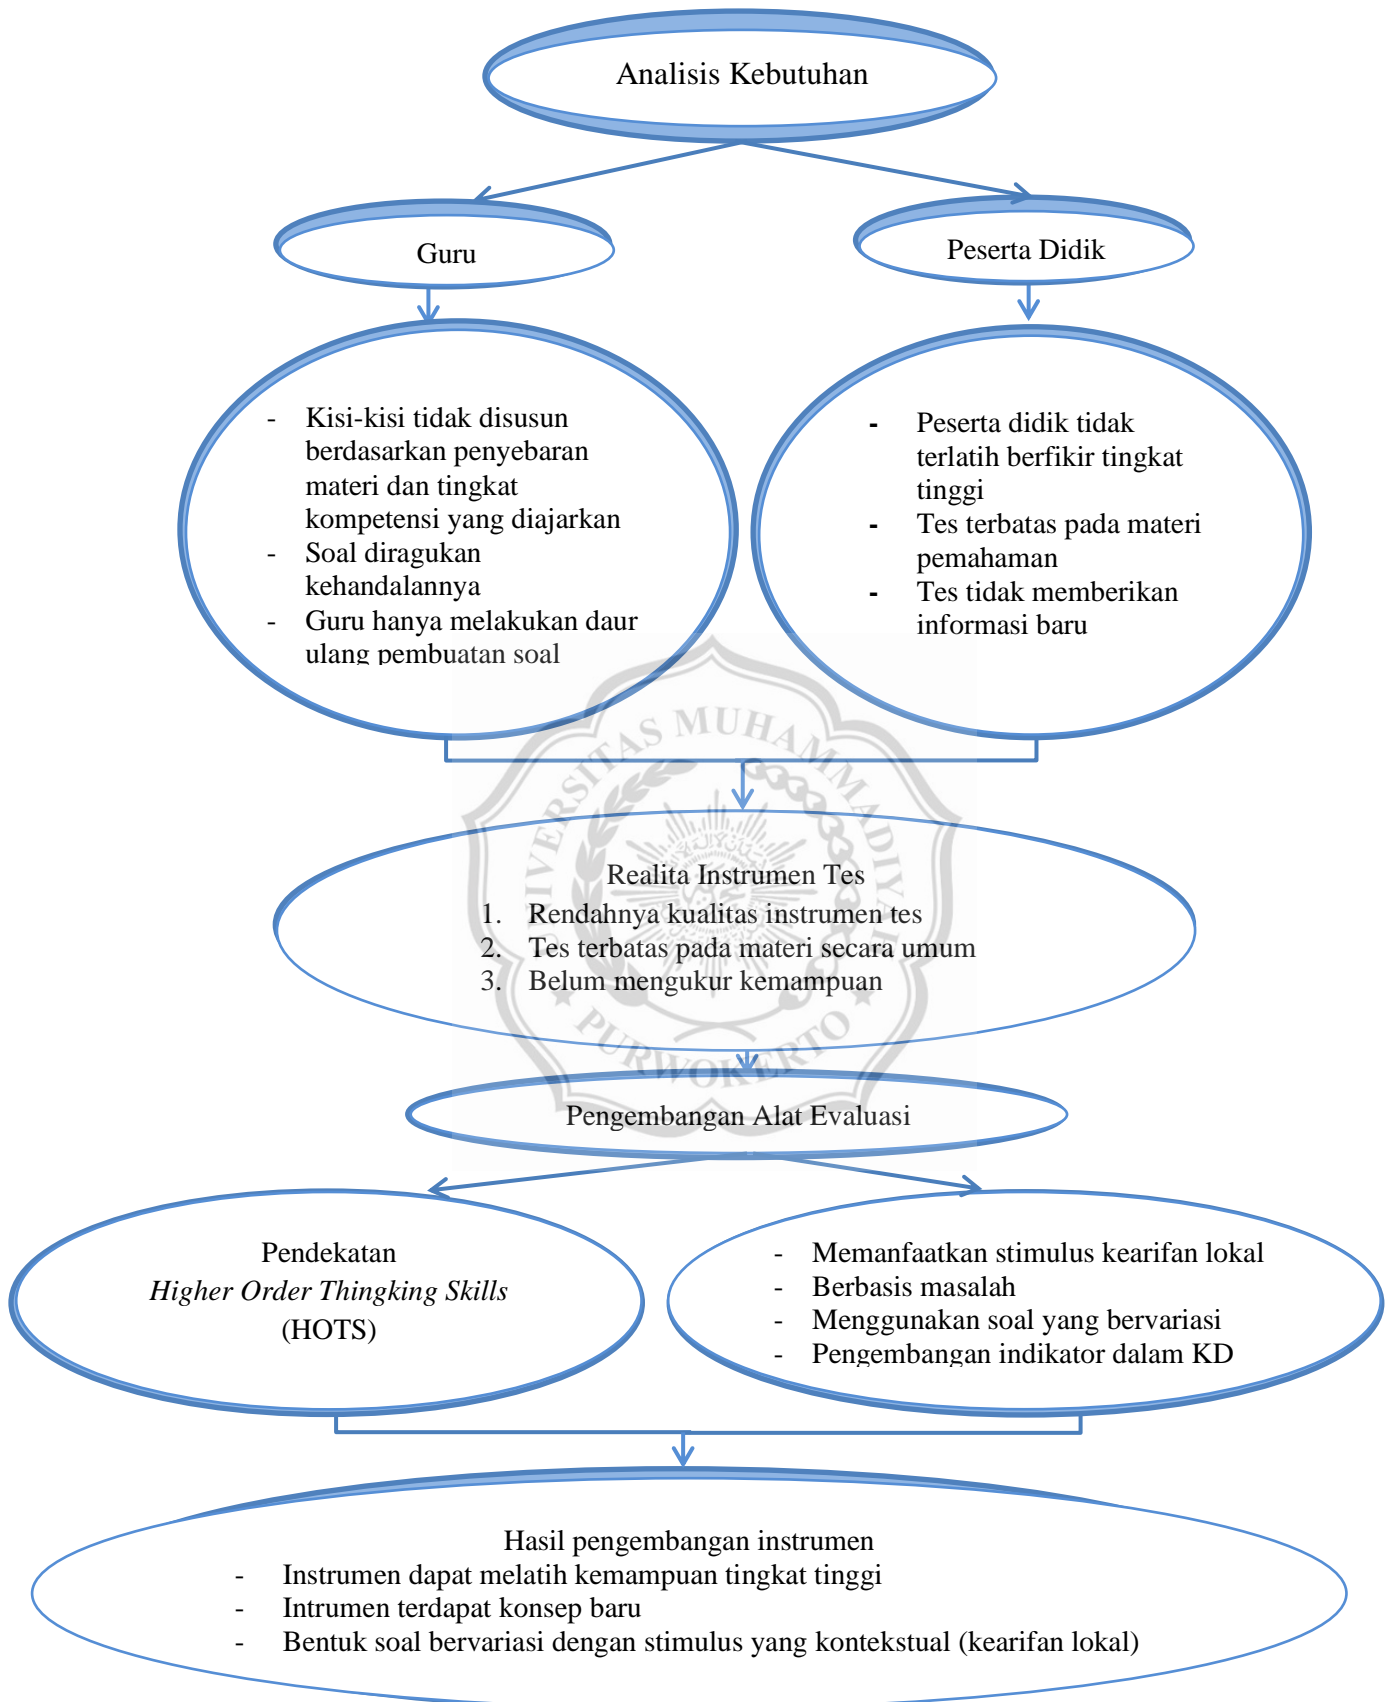 Analisis Kebutuhan
Guru
Peserta Didik
- Kisi-kisi tidak disusun
berdasarkan penyebaran
materi dan tingkat
kompetensi yang diajarkan
- Soal diragukan
kehandalannya
- Guru hanya melakukan daur
ulang pembuatan soal
- Peserta didik tidak
terlatih berfikir tingkat
tinggi
- Tes terbatas pada materi
pemahaman
- Tes tidak memberikan
informasi baru
UNIVERSITAS MUHAMMADIYAH
PURWOKERTO
Realita Instrumen Tes
1. Rendahnya kualitas instrumen tes
2. Tes terbatas pada materi secara umum
3. Belum mengukur kemampuan
Pengembangan Alat Evaluasi
Pendekatan
Higher Order Thingking Skills
(HOTS)
- Memanfaatkan stimulus kearifan lokal
- Berbasis masalah
- Menggunakan soal yang bervariasi
- Pengembangan indikator dalam KD
Hasil pengembangan instrumen
- Instrumen dapat melatih kemampuan tingkat tinggi
- Intrumen terdapat konsep baru
- Bentuk soal bervariasi dengan stimulus yang kontekstual (kearifan lokal)